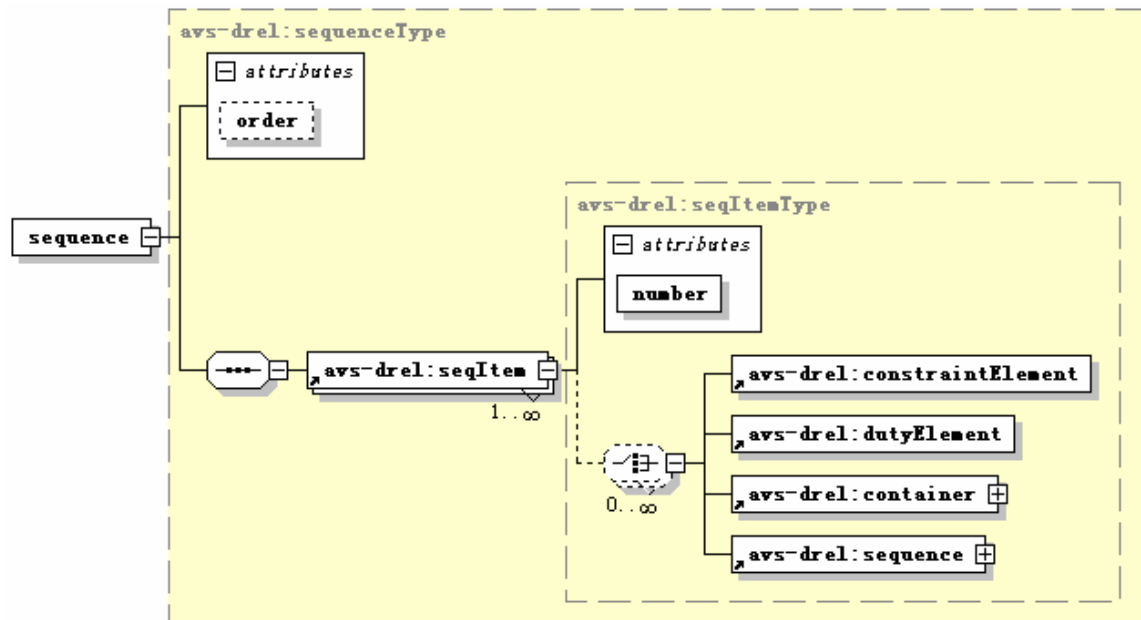 avs-drel:sequenceType
attributes
order
avs-drel:seqItemType
sequence
attributes
number
avs-drel:seqItem
1..∞
avs-drel:constraintElement
avs-drel:dutyElement
avs-drel:container
0..∞
avs-drel:sequence